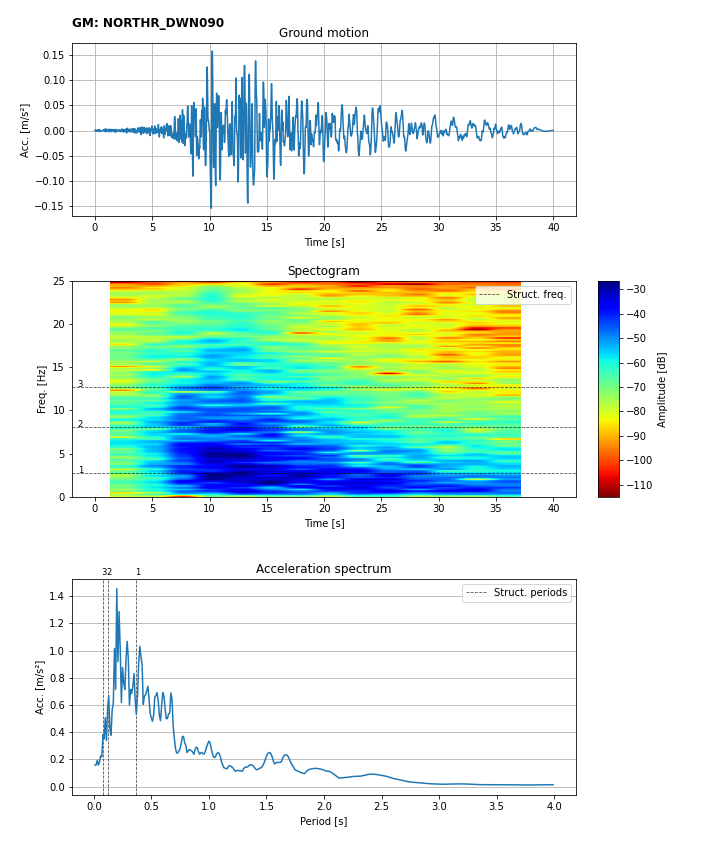 GM: NORTHR_DWN090
Ground motion
0.15
0.10
0.05
0.00
−0.05
−0.10
−0.15
Acc. [m/s²]
0 5 10 15 20 25 30 35 40
Time [s]
Spectogram
25
20
15
10
5
0
Freq. [Hz]
Struct. freq.
3
2
1
0 5 10 15 20 25 30 35 40
Time [s]
−30
−40
−50
−60
−70
−80
−90
−100
−110
Amplitude [dB]
3 2 1
Acceleration spectrum
1.4
1.2
1.0
0.8
0.6
0.4
0.2
0.0
Acc. [m/s²]
Struct. periods
0.0 0.5 1.0 1.5 2.0 2.5 3.0 3.5 4.0
Period [s]